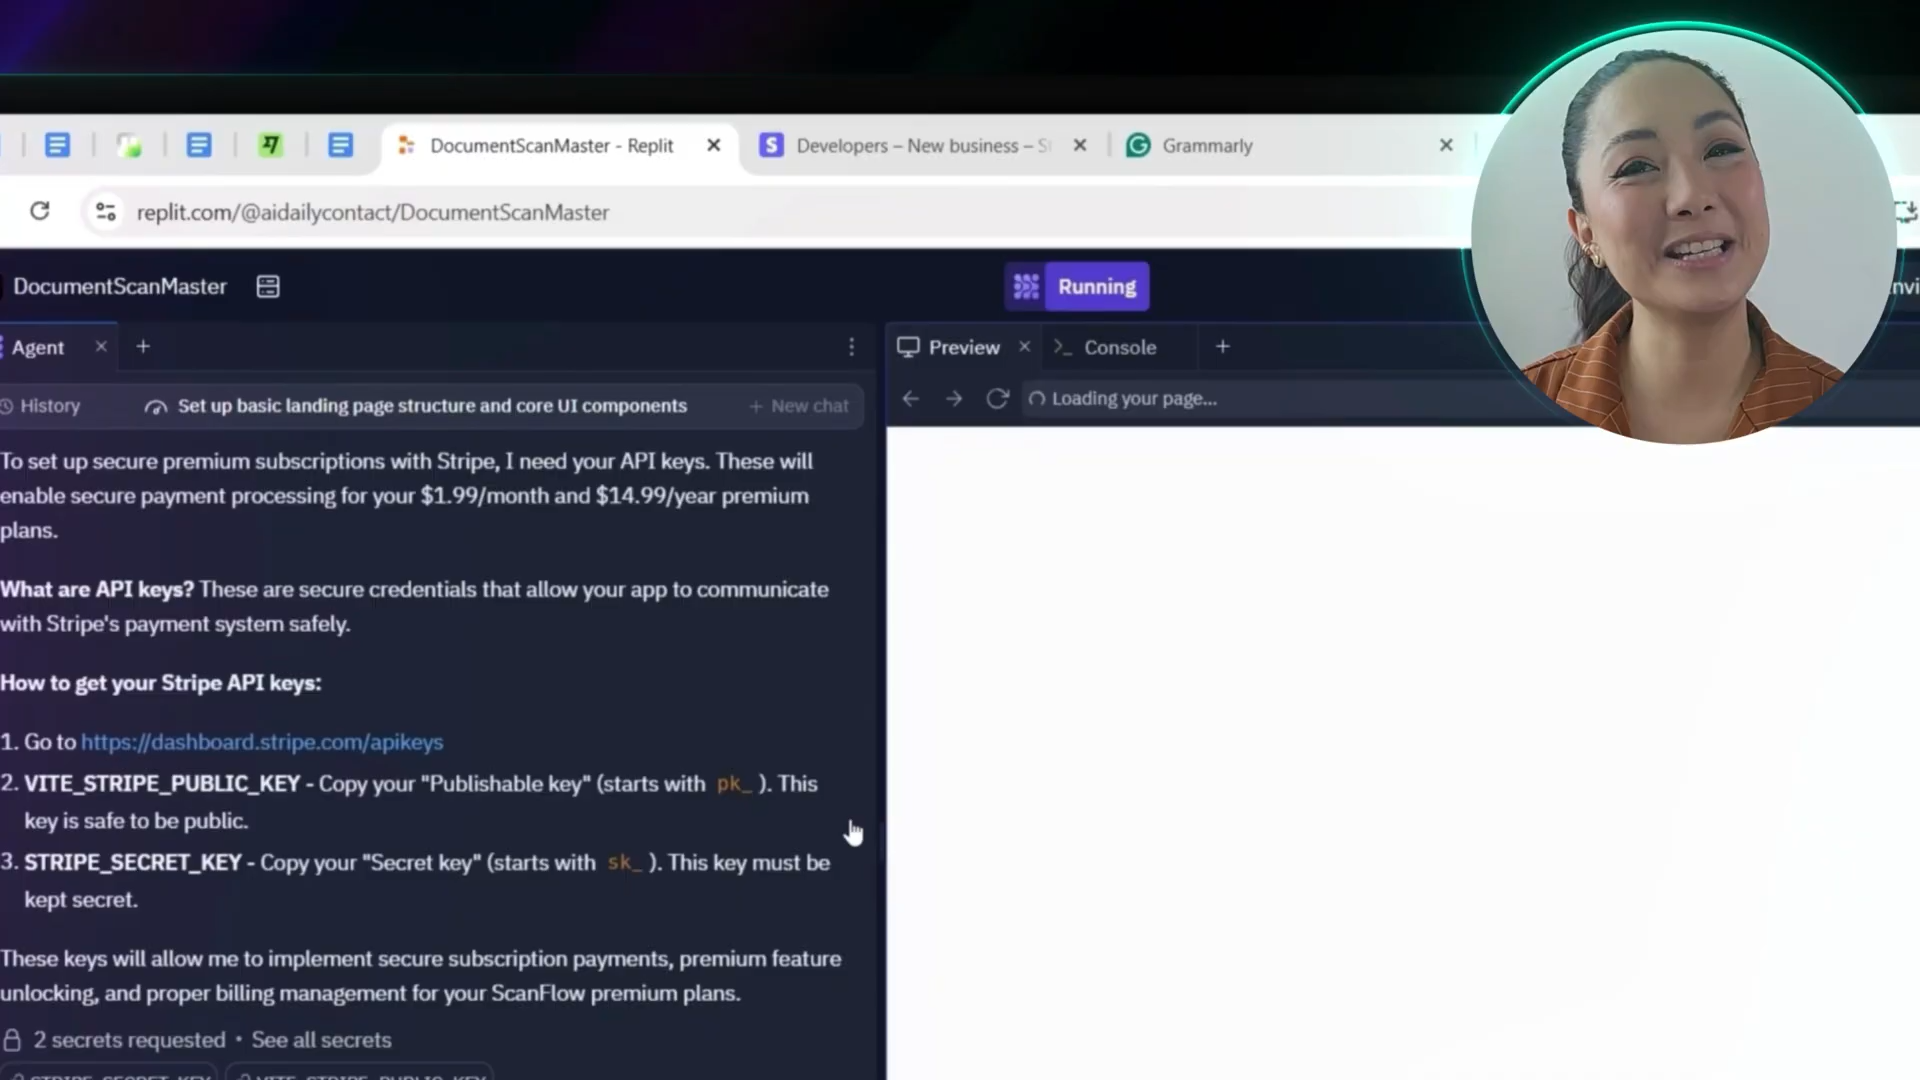 DocumentScanMaster - Replit
Developers – New business – S
Grammarly
replit.com/@aidailycontact/DocumentScanMaster
DocumentScanMaster
Running
Agent
Preview
Console
History
Set up basic landing page structure and core UI components
+ New chat
Loading your page...
To set up secure premium subscriptions with Stripe, I need your API keys. These will
enable secure payment processing for your $1.99/month and $14.99/year premium
plans.
What are API keys? These are secure credentials that allow your app to communicate
with Stripe's payment system safely.
How to get your Stripe API keys:
1. Go to https://dashboard.stripe.com/apikeys
2. VITE_STRIPE_PUBLIC_KEY - Copy your "Publishable key" (starts with pk_ ). This
key is safe to be public.
3. STRIPE_SECRET_KEY - Copy your "Secret key" (starts with sk_ ). This key must be
kept secret.
These keys will allow me to implement secure subscription payments, premium feature
unlocking, and proper billing management for your ScanFlow premium plans.
2 secrets requested • See all secrets
STRIPE_SECRET_KEY
VITE_STRIPE_PUBLIC_KEY